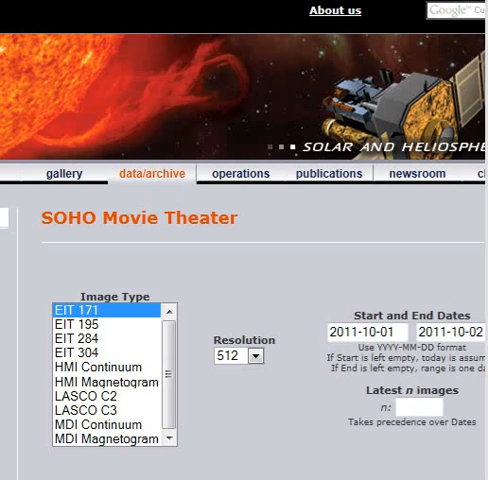 About us
Google™
SOLAR AND HELIOSPHE
gallery data/archive operations publications newsroom
SOHO Movie Theater
Image Type
EIT 171
EIT 195
EIT 284
EIT 304
HMI Continuum
HMI Magnetogram
LASCO C2
LASCO C3
MDI Continuum
MDI Magnetogram
Resolution
512
Start and End Dates
2011-10-01 2011-10-02
Use YYYY-MM-DD format
If Start is left empty, today is assum
If End is left empty, range is one da
Latest n images
n:
Takes precedence over Dates